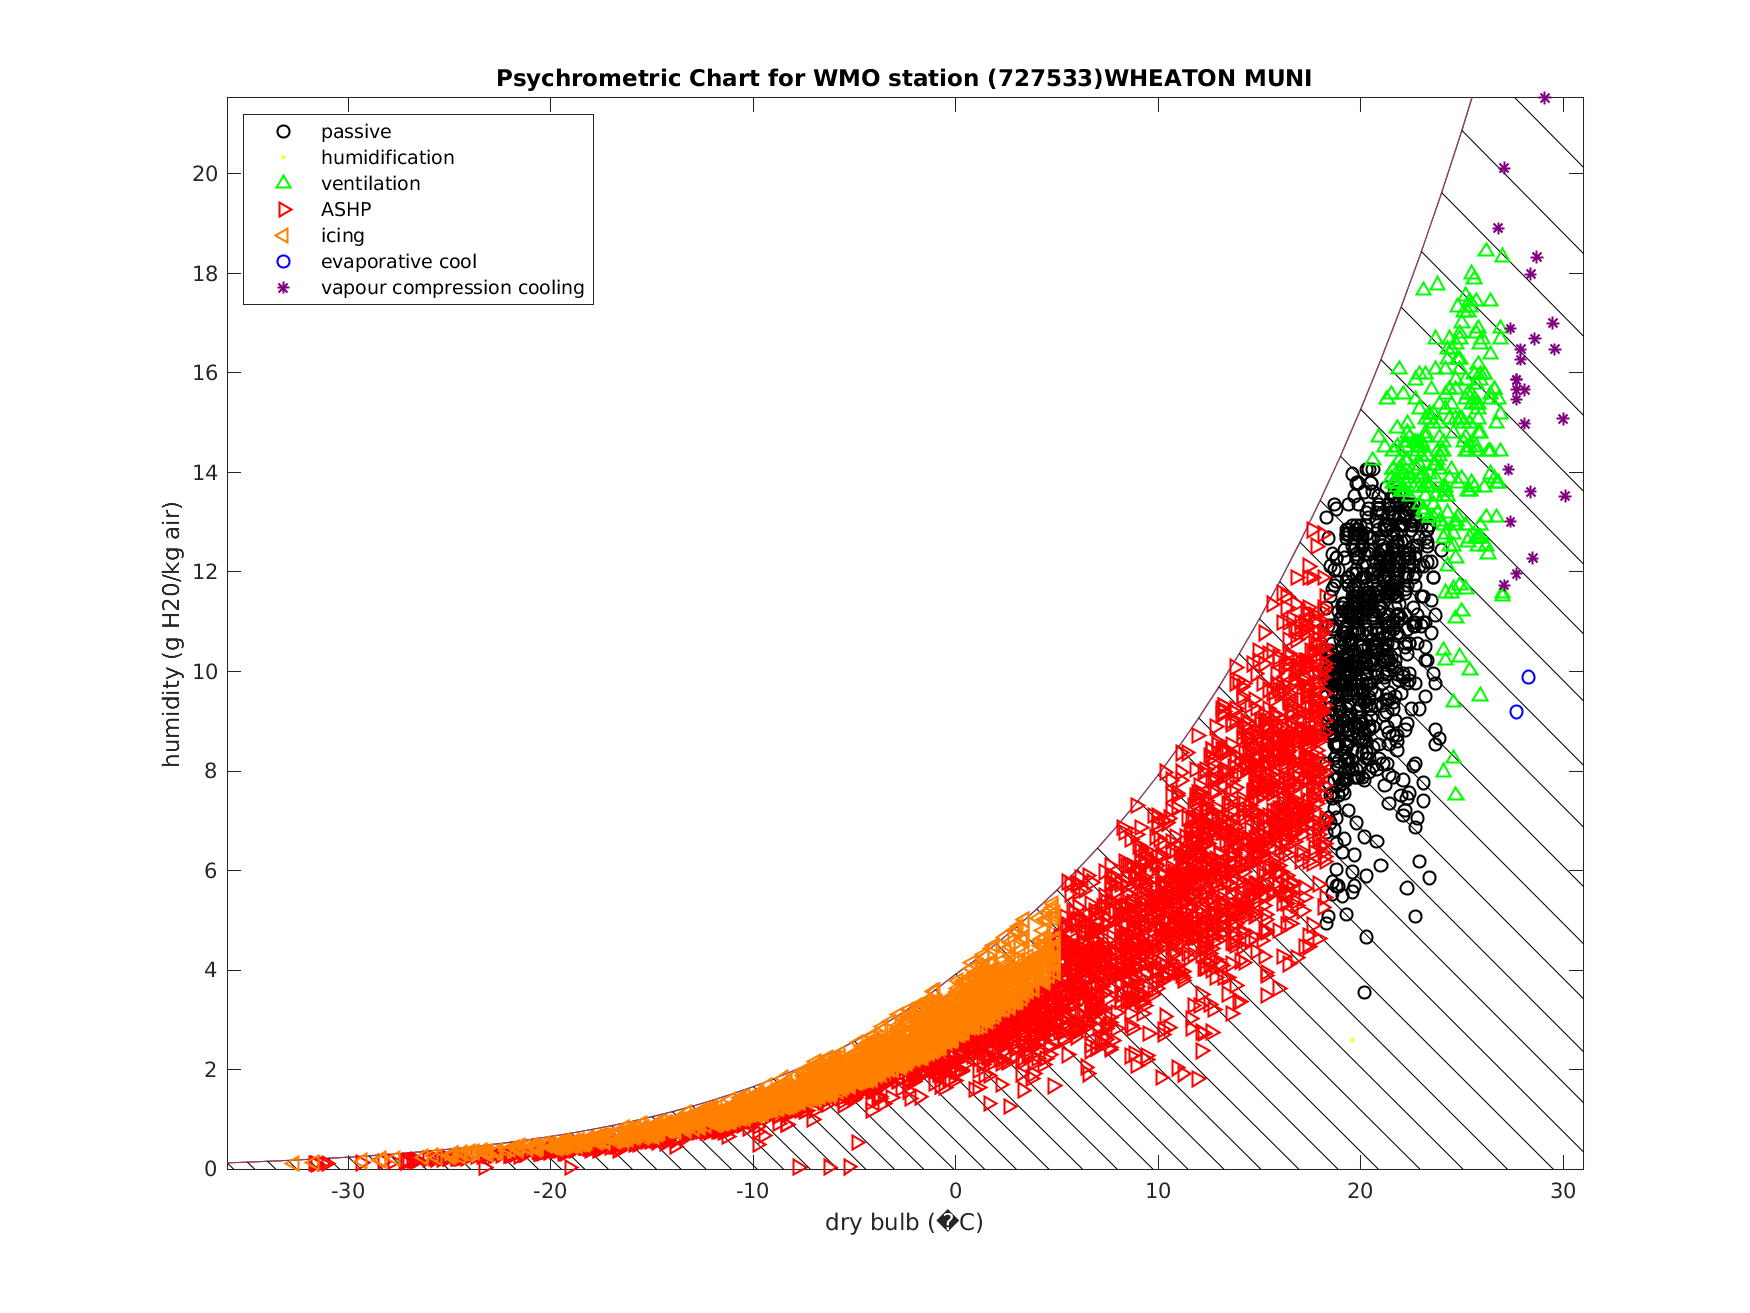 Psychrometric Chart for WMO station (727533)WHEATON MUNI
passive
humidification
ventilation
ASHP
icing
evaporative cool
vapour compression cooling
humidity (g H20/kg air)
20
18
16
14
12
10
8
6
4
2
0
-30 -20 -10 0 10 20 30
dry bulb (�C)